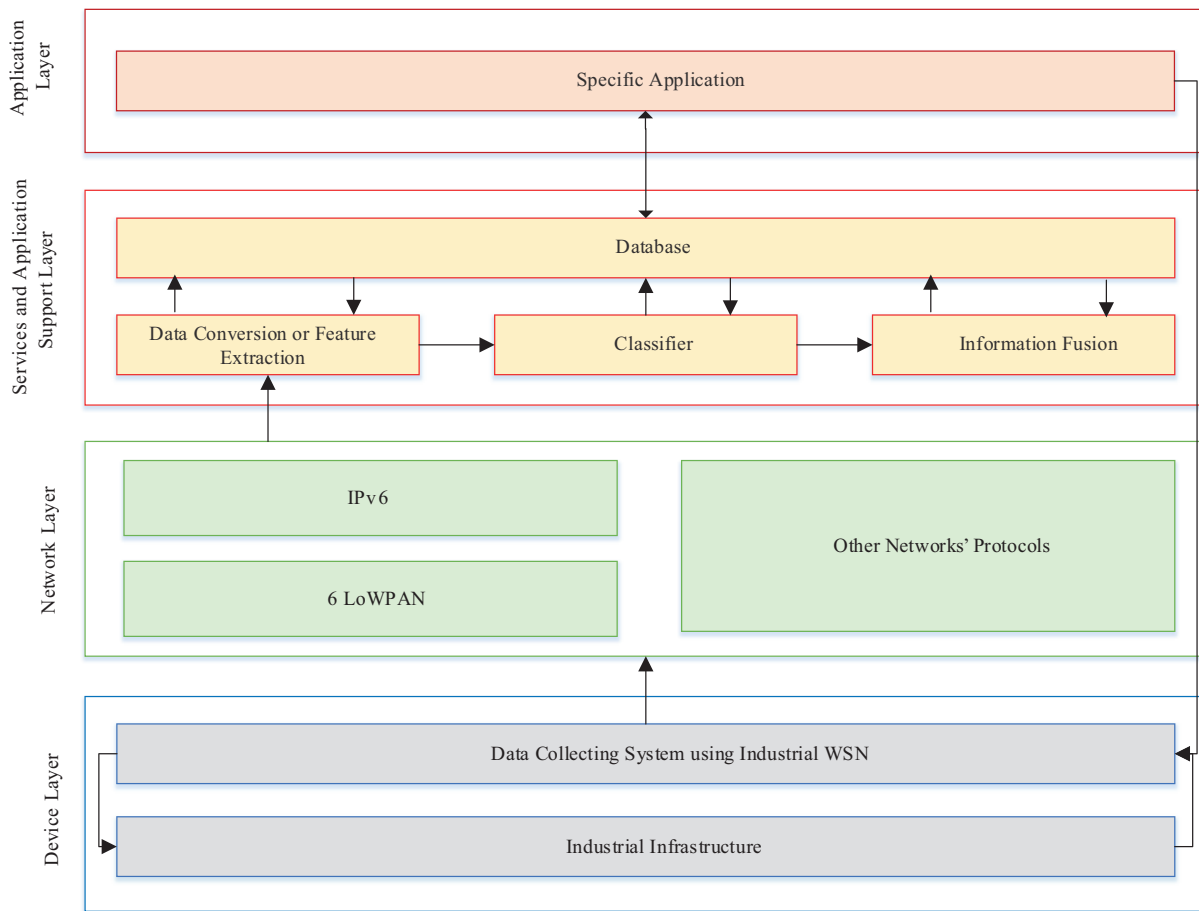 Application
Layer
Specific Application
Services and Application
Support Layer
Database
Data Conversion or Feature
Extraction
Classifier
Information Fusion
Network Layer
IPv6
6 LoWPAN
Other Networks’ Protocols
Device Layer
Data Collecting System using Industrial WSN
Industrial Infrastructure